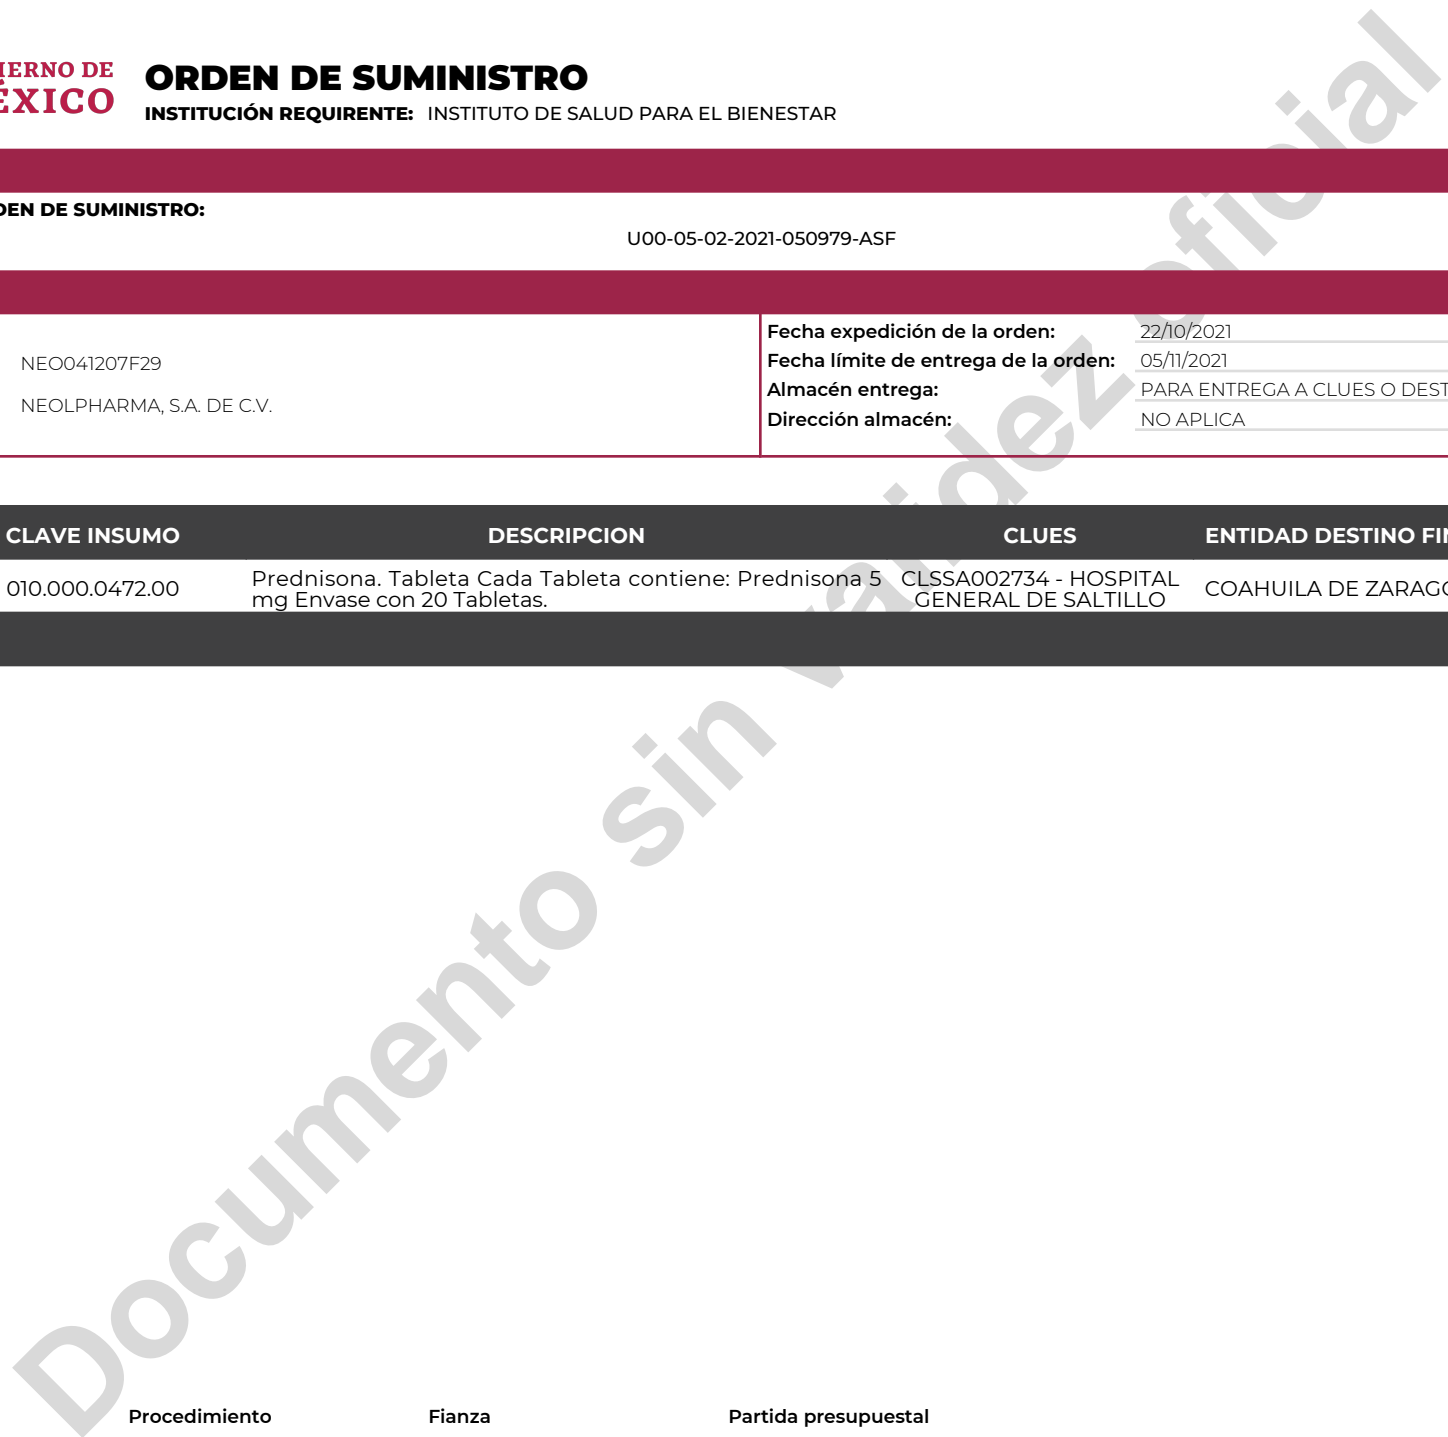 IERNO DE
ÉXICO
ORDEN DE SUMINISTRO
INSTITUCIÓN REQUIRENTE: INSTITUTO DE SALUD PARA EL BIENESTAR
DEN DE SUMINISTRO:
U00-05-02-2021-050979-ASF
NEO041207F29
NEOLPHARMA, S.A. DE C.V.
Fecha expedición de la orden: 22/10/2021
Fecha límite de entrega de la orden: 05/11/2021
Almacén entrega: PARA ENTREGA A CLUES O DEST
Dirección almacén: NO APLICA
CLAVE INSUMO DESCRIPCION CLUES ENTIDAD DESTINO FIN
010.000.0472.00 Prednisona. Tableta Cada Tableta contiene: Prednisona 5 mg Envase con 20 Tabletas. CLSSA002734 - HOSPITAL GENERAL DE SALTILLO COAHUILA DE ZARAGO
Documento sin validez oficial
Procedimiento Fianza Partida presupuestal